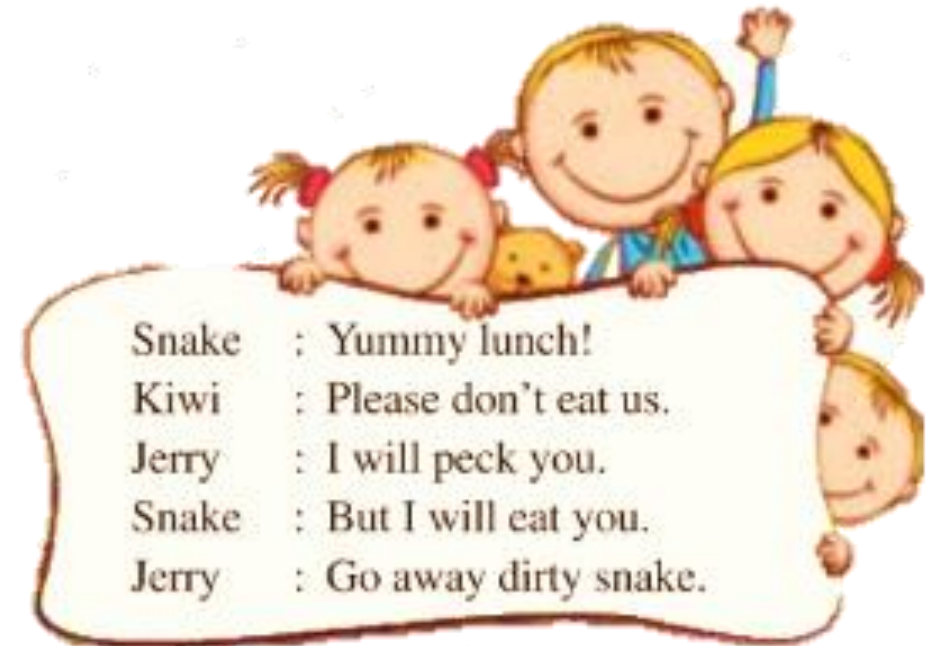 Snake : Yummy lunch!
Kiwi : Please don't eat us.
Jerry : I will peck you.
Snake : But I will eat you.
Jerry : Go away dirty snake.